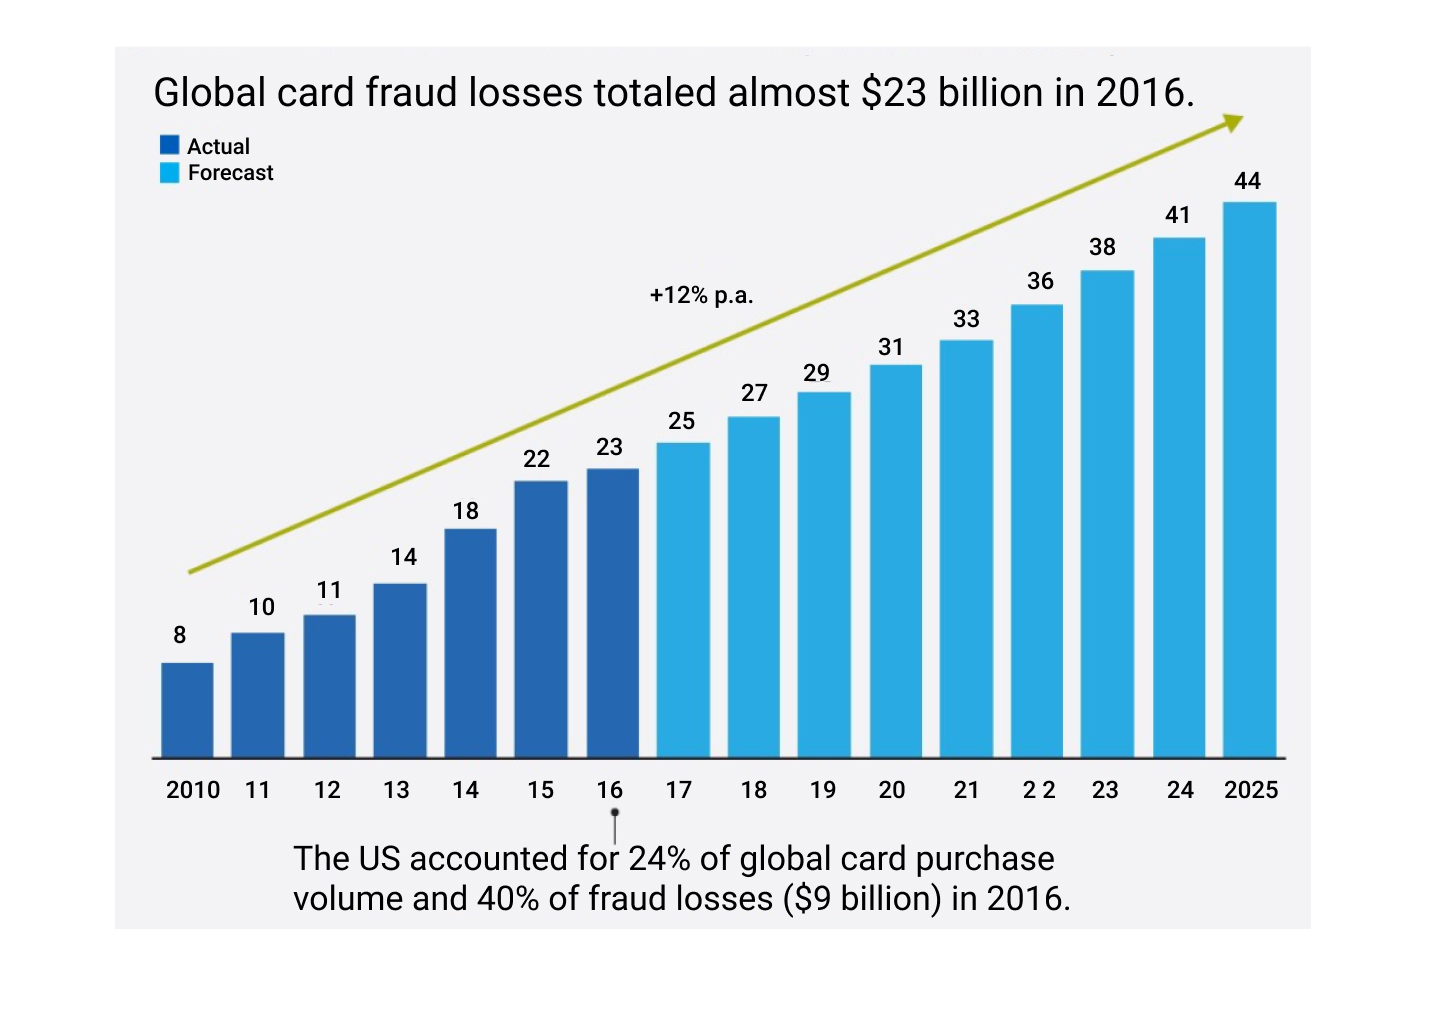 Global card fraud losses totaled almost $23 billion in 2016.
Actual
Forecast
+12% p.a.
8
10
11
14
18
22
23
25
27
29
31
33
36
38
41
44
2010 11 12 13 14 15 16 17 18 19 20 21 2 2 23 24 2025
The US accounted for 24% of global card purchase
volume and 40% of fraud losses ($9 billion) in 2016.